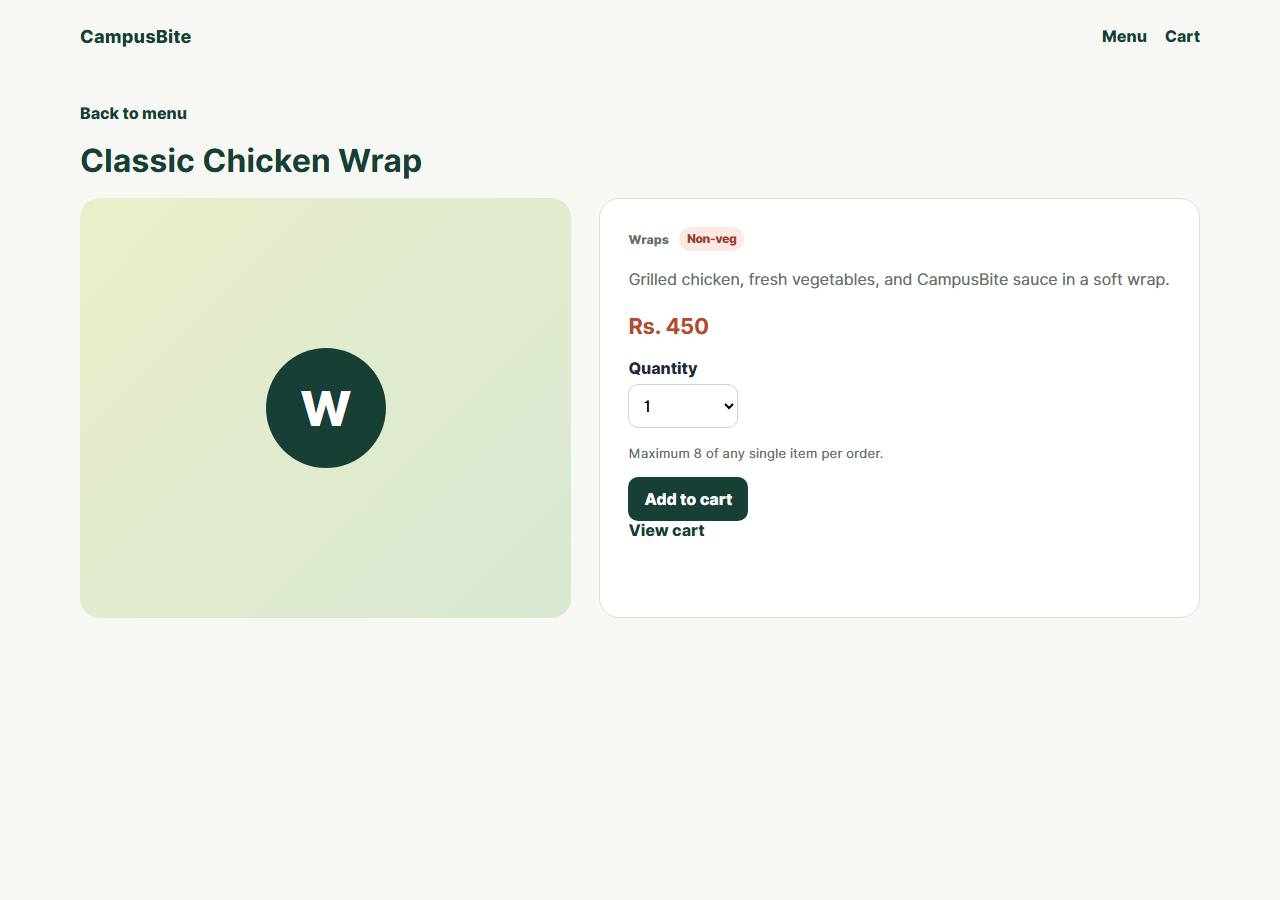 CampusBite
Menu Cart
Back to menu
Classic Chicken Wrap
W
Wraps Non-veg
Grilled chicken, fresh vegetables, and CampusBite sauce in a soft wrap.
Rs. 450
Quantity
1
Maximum 8 of any single item per order.
Add to cart
View cart